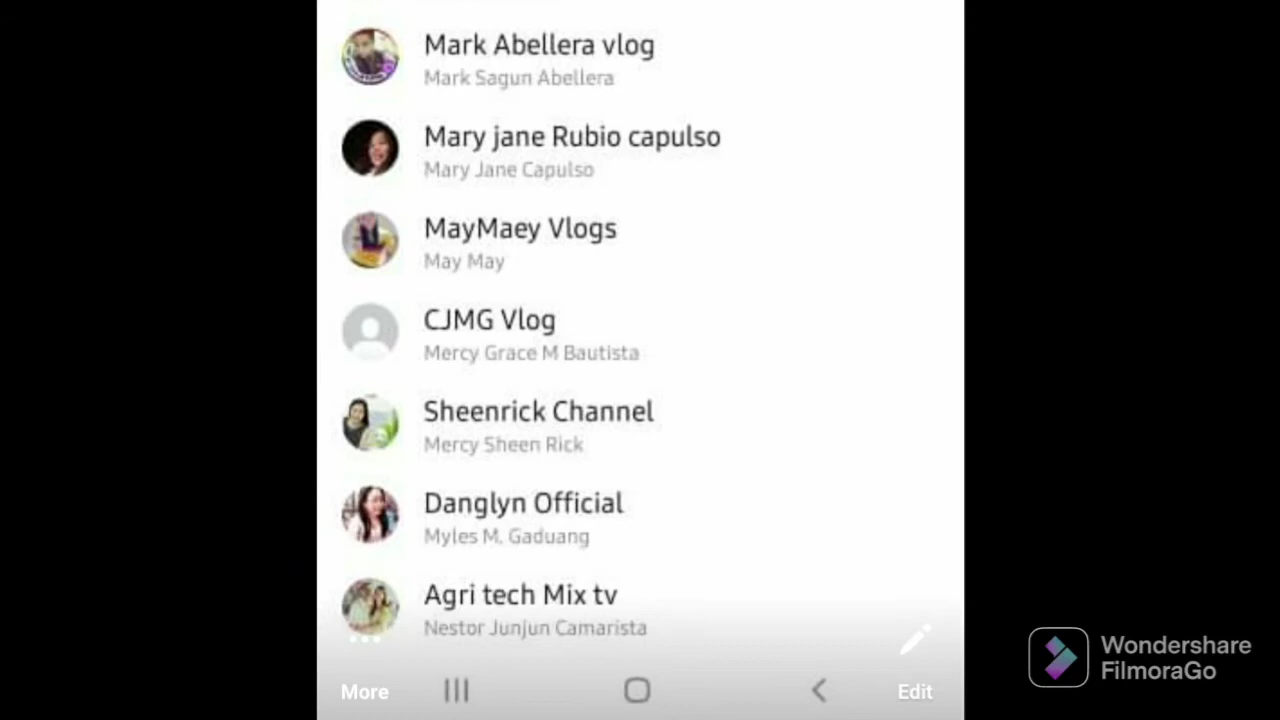 Mark Abellera vlog
Mark Sagun Abellera
Mary jane Rubio capulso
Mary Jane Capulso
MayMaey Vlogs
May May
CJMG Vlog
Mercy Grace M Bautista
Sheenrick Channel
Mercy Sheen Rick
Danglyn Official
Myles M. Gaduang
Agri tech Mix tv
Nestor Junjun Camarista
More
Edit
Wondershare
FilmoraGo